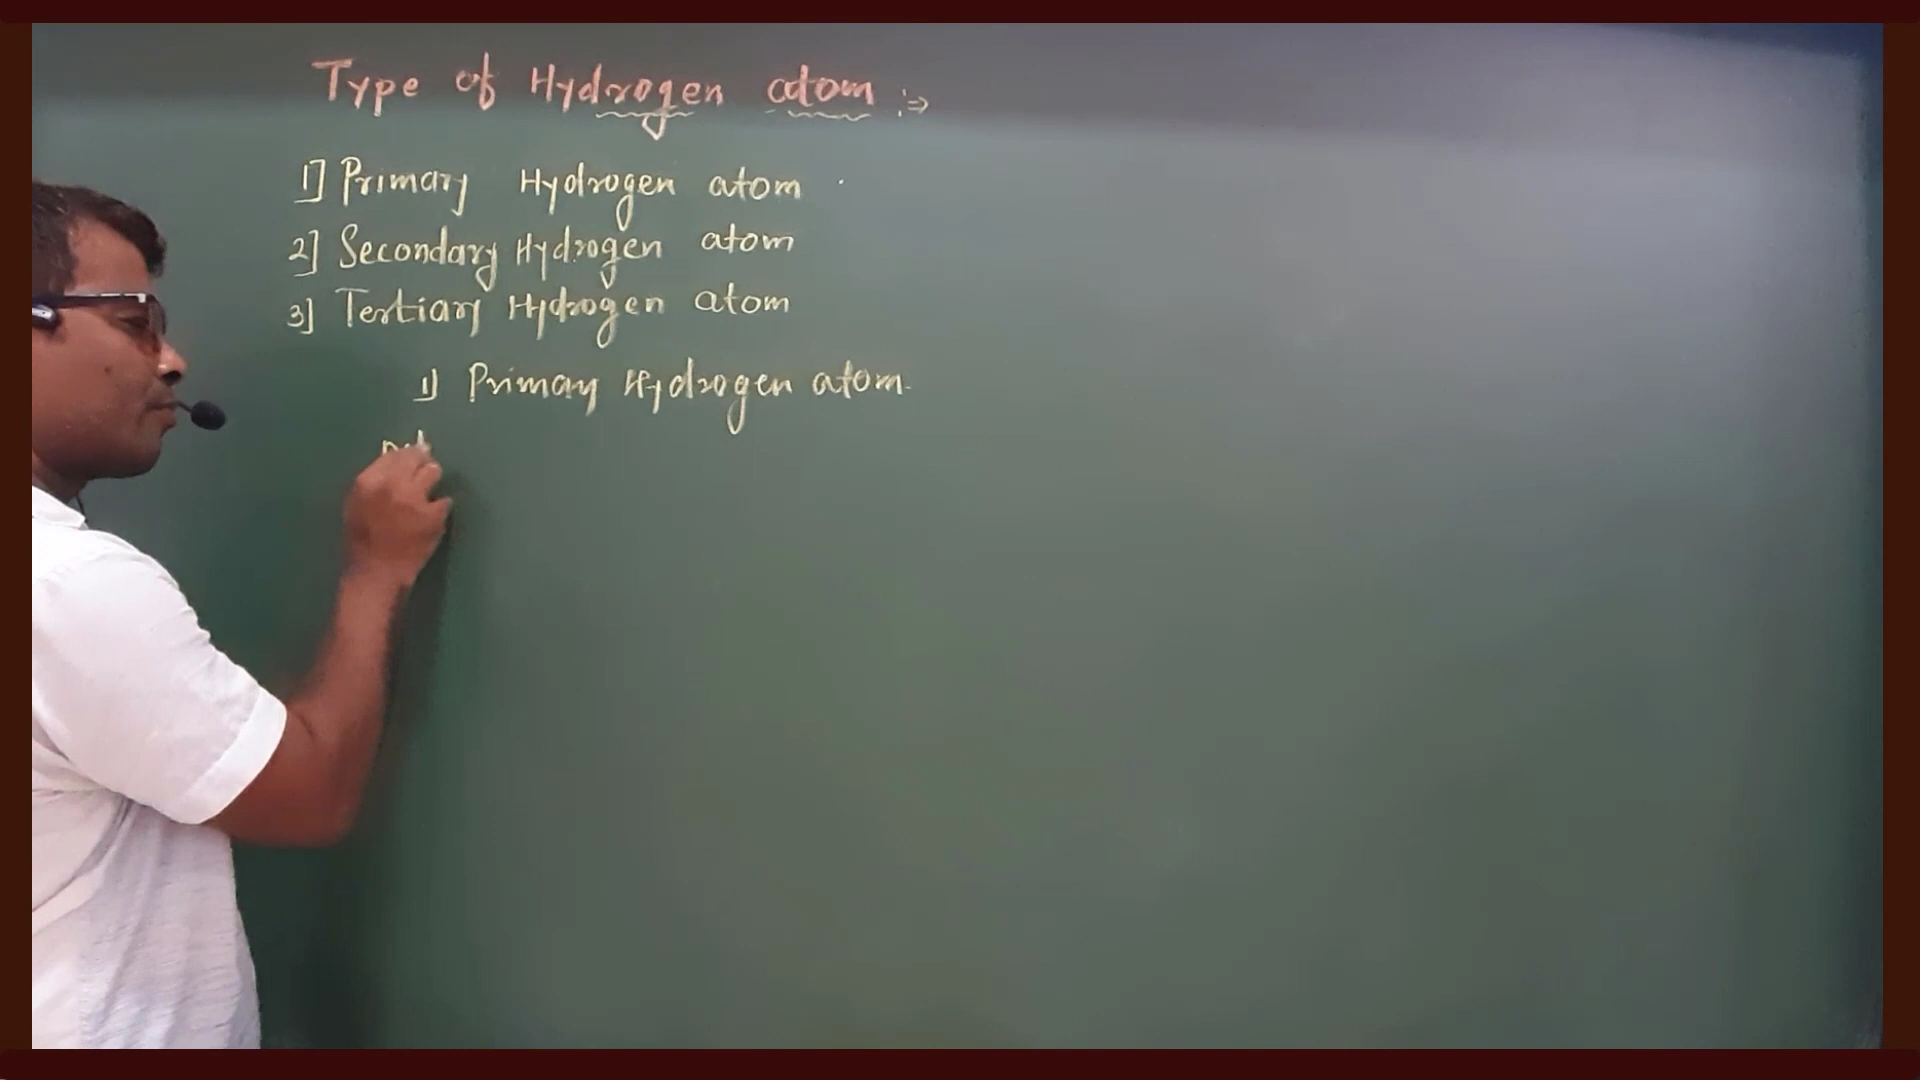 Type of Hydrogen atom :⇒
1] Primary Hydrogen atom
2] Secondary Hydrogen atom
3] Tertiary Hydrogen atom
1) Primary Hydrogen atom.